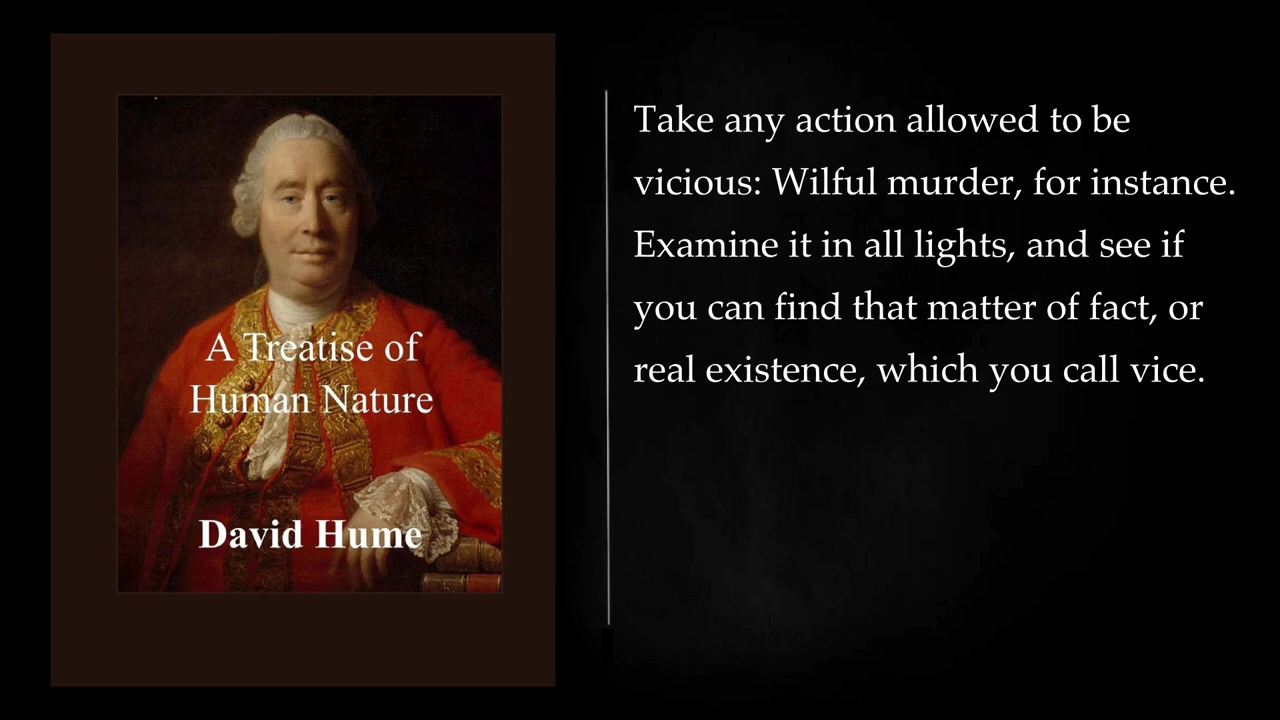 A Treatise of
Human Nature
David Hume
Take any action allowed to be
vicious: Wilful murder, for instance.
Examine it in all lights, and see if
you can find that matter of fact, or
real existence, which you call vice.